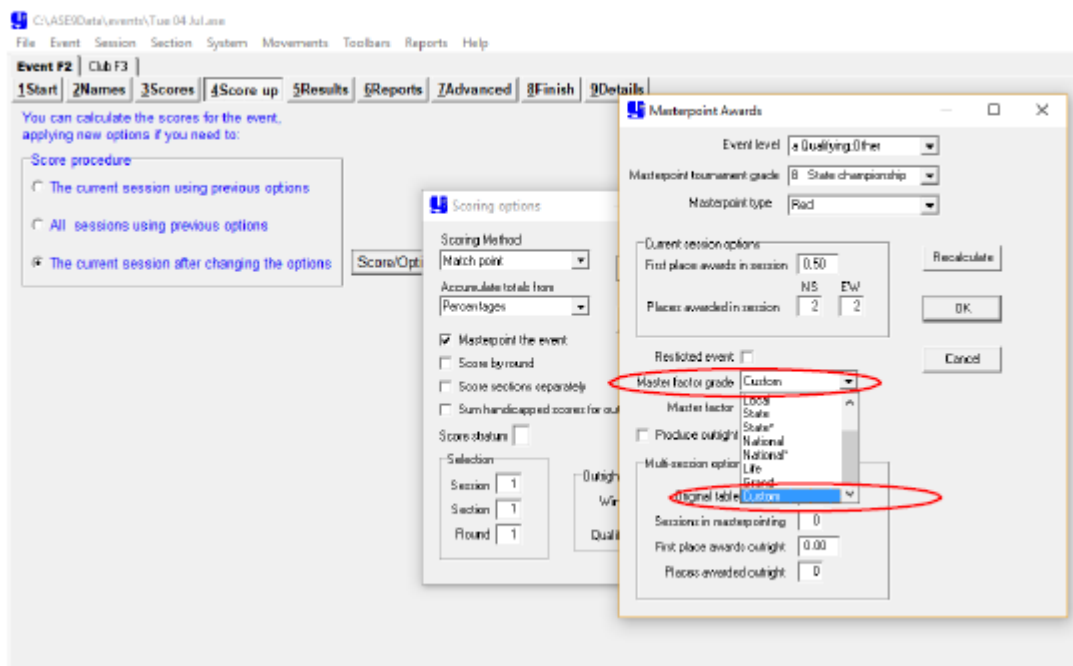 C:\ASE9Data\events\Tue 04 Jul.ase
File Event Session Section System Movements Toolbars Reports Help
Event F2 Club F3
1Start 2Names 3Scores 4Score up 5Results 6Reports 7Advanced 8Finish 9Details
You can calculate the scores for the event,
applying new options if you need to:
Score procedure
The current session using previous options
All sessions using previous options
The current session after changing the options
Score/Opti
Scoring options
Scoring Method
Match point
Accumulate totals from
Percentages
Masterpoint the event
Score by round
Score sections seperately
Sum handicapped scores for out
Score stratum
Selection
Session 1
Section 1
Round 1
Outrigh
Win
Quali
Masterpoint Awards
Event level a Qualifying:Other
Masterpoint tournament grade 8 State championship
Masterpoint type Red
Current session options
First place awards in session 0.50
NS EW
Places awarded in session 2 2
Recalculate
OK
Cancel
Resticted event
Master factor grade Custom
Master factor
Local
State
State*
National
National*
Life
Grand
Custom
Produce outright
Multi-session option
Original table
Sessions in masterpointing 0
First place awards outright 0.00
Places awarded outright 0